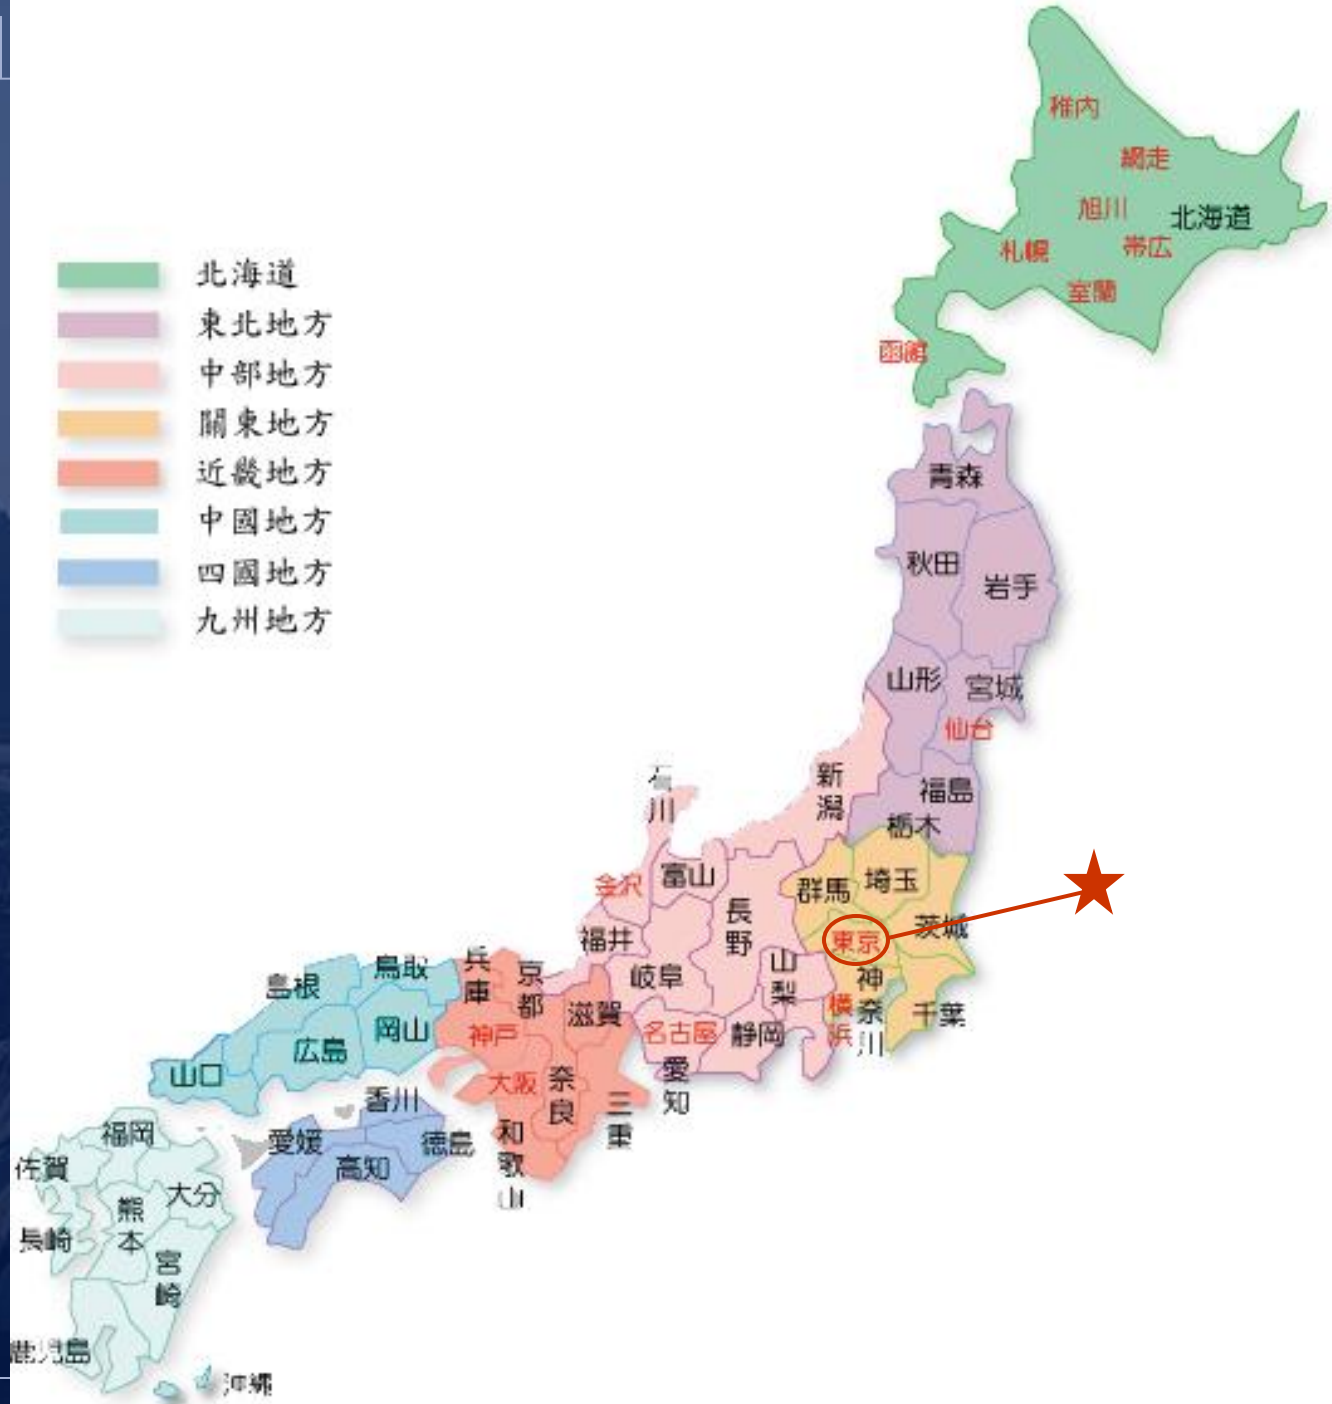 稚内
網走
旭川
北海道
札幌
帯広
室蘭
函館
北海道
東北地方
中部地方
關東地方
近畿地方
中國地方
四國地方
九州地方
青森
秋田
岩手
山形
宮城
仙台
福島
新潟
栃木
石川
富山
金沢
群馬
埼玉
長野
茨城
東京
福井
岐阜
山梨
神奈川
横浜
千葉
静岡
名古屋
愛知
滋賀
京都
兵庫
神戸
大阪
奈良
三重
和歌山
鳥取
島根
岡山
広島
山口
香川
徳島
愛媛
高知
福岡
佐賀
大分
熊本
長崎
宮崎
鹿児島
沖縄